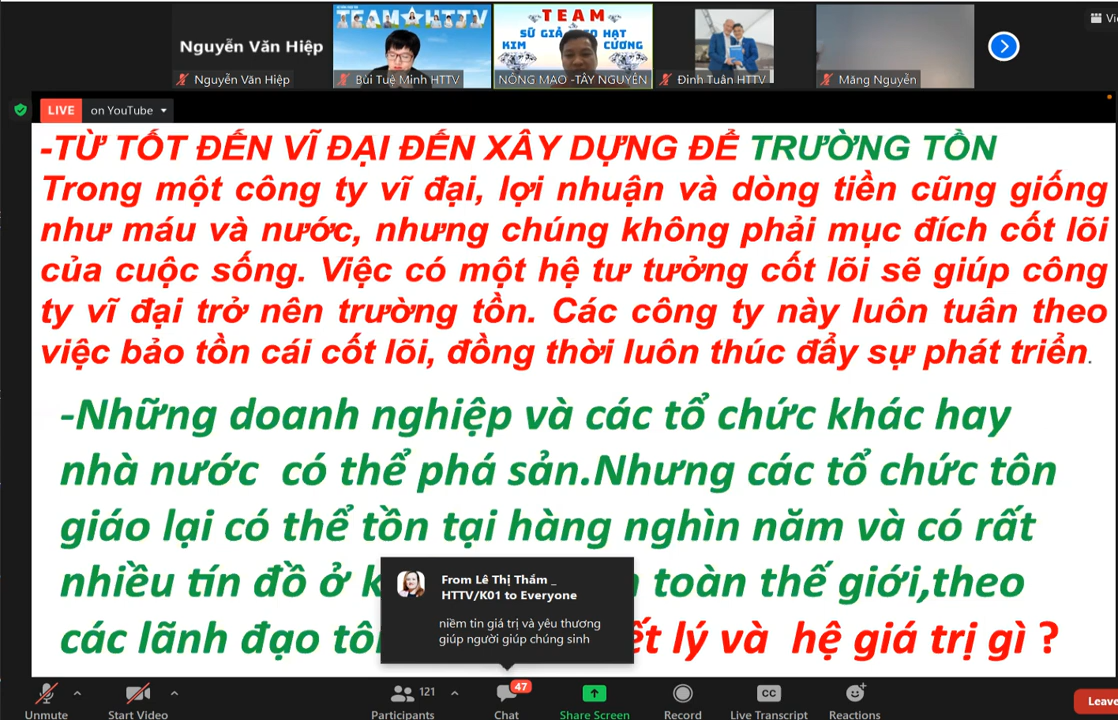 Nguyễn Văn Hiệp
Nguyễn Văn Hiệp
TEAM★HTTV
Bùi Tuệ Minh HTTV
TEAM
SỨ GIẢ GIEO HẠT
KIM CƯƠNG
NÔNG MẠO -TÂY NGUYÊN
Đinh Tuân HTTV
Măng Nguyễn
LIVE on YouTube
-TỪ TỐT ĐẾN VĨ ĐẠI ĐẾN XÂY DỰNG ĐỂ TRƯỜNG TỒN
Trong một công ty vĩ đại, lợi nhuận và dòng tiền cũng giống
như máu và nước, nhưng chúng không phải mục đích cốt lõi
của cuộc sống. Việc có một hệ tư tưởng cốt lõi sẽ giúp công
ty vĩ đại trở nên trường tồn. Các công ty này luôn tuân theo
việc bảo tồn cái cốt lõi, đồng thời luôn thúc đẩy sự phát triển.
-Những doanh nghiệp và các tổ chức khác hay
nhà nước có thể phá sản.Nhưng các tổ chức tôn
giáo lại có thể tồn tại hàng nghìn năm và có rất
nhiều tín đồ ở toàn thế giới,theo
các lãnh đạo lý và hệ giá trị gì ?
From Lê Thị Thắm _
HTTV/K01 to Everyone
niềm tin giá trị và yêu thương
giúp người giúp chúng sinh
Unmute
Start Video
121
Participants
47
Chat
Share Screen
Record
CC
Live Transcript
Reactions